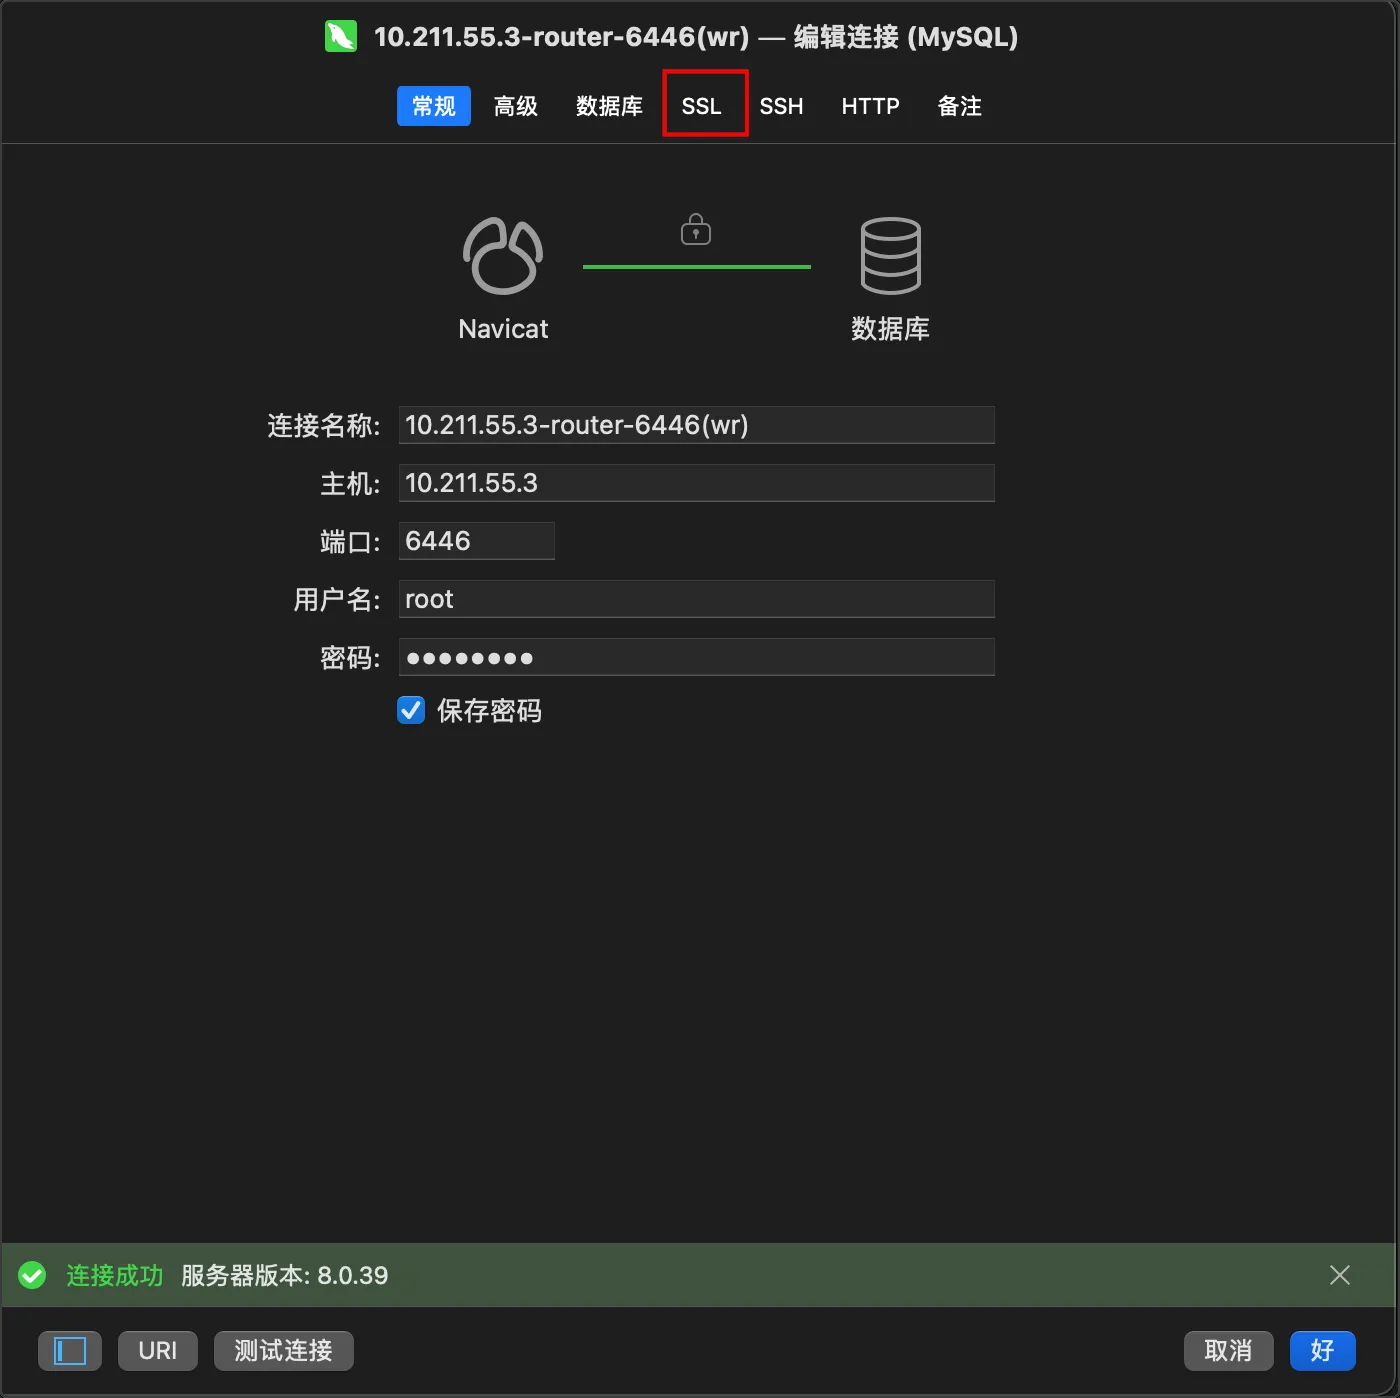 10.211.55.3-router-6446(wr) — 编辑连接 (MySQL)
常规 高级 数据库 SSL SSH HTTP 备注
Navicat 数据库
连接名称: 10.211.55.3-router-6446(wr)
主机: 10.211.55.3
端口: 6446
用户名: root
密码: ●●●●●●●●
保存密码
连接成功 服务器版本: 8.0.39
URI 测试连接 取消 好